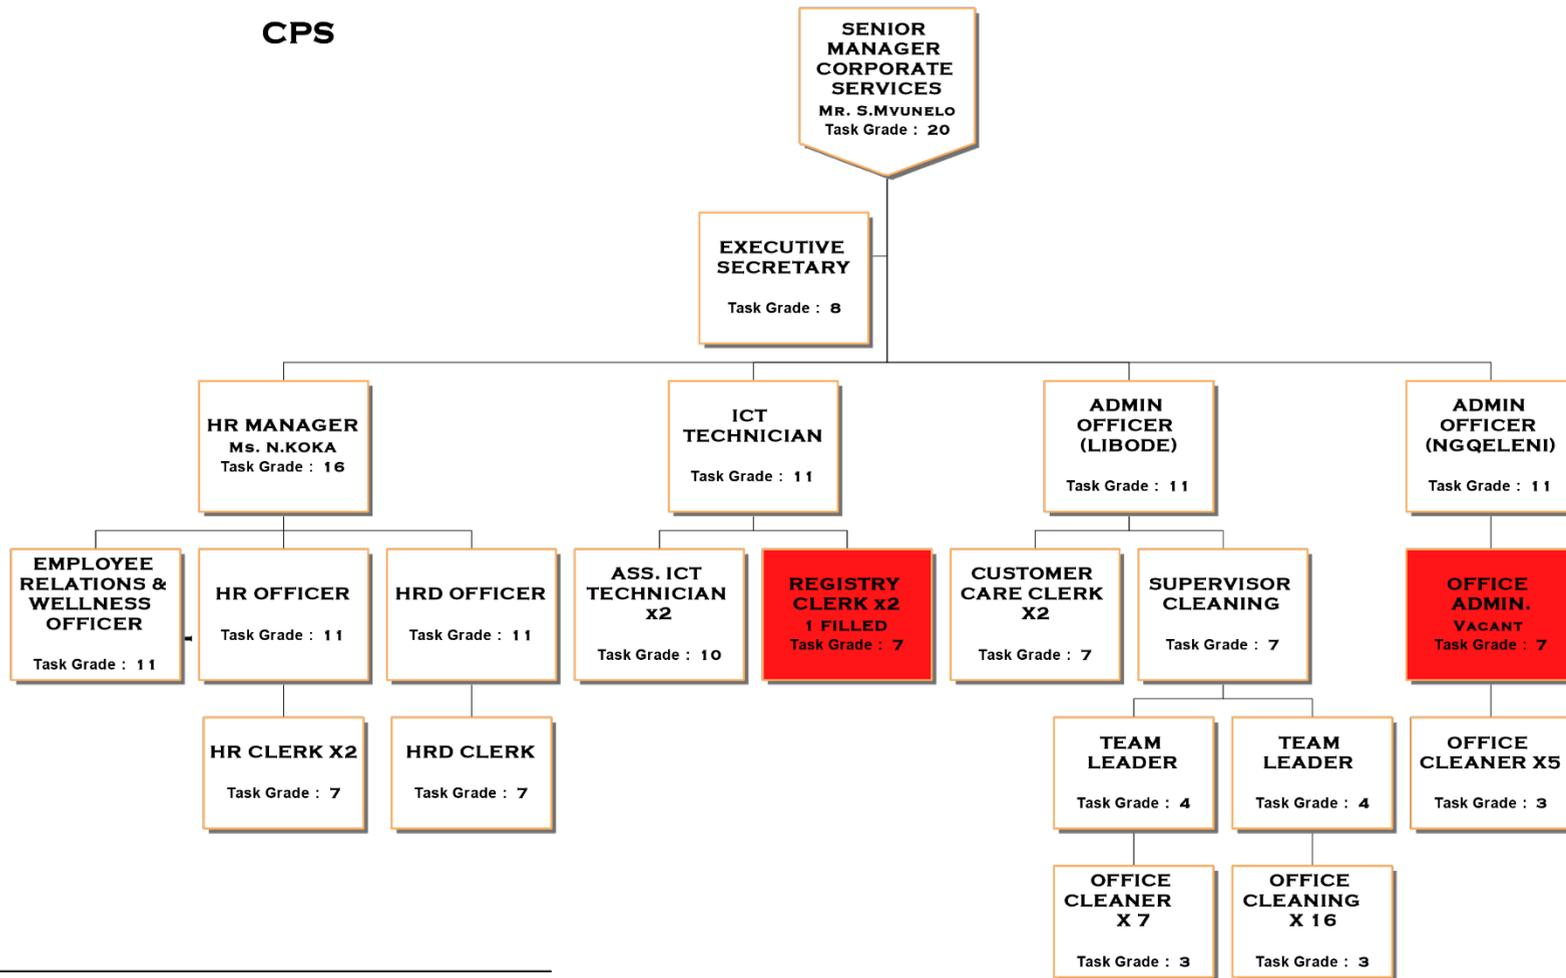 CPS
SENIOR
MANAGER
CORPORATE
SERVICES
MR. S.MVUNELO
Task Grade : 20
EXECUTIVE
SECRETARY
Task Grade : 8
HR MANAGER
MS. N.KOKA
Task Grade : 16
ICT
TECHNICIAN
Task Grade : 11
ADMIN
OFFICER
(LIBODE)
Task Grade : 11
ADMIN
OFFICER
(NGQELENI)
Task Grade : 11
EMPLOYEE
RELATIONS &
WELLNESS
OFFICER
Task Grade : 11
HR OFFICER
Task Grade : 11
HRD OFFICER
Task Grade : 11
ASS. ICT
TECHNICIAN
x2
Task Grade : 10
REGISTRY
CLERK x2
1 FILLED
Task Grade : 7
CUSTOMER
CARE CLERK
X2
Task Grade : 7
SUPERVISOR
CLEANING
Task Grade : 7
OFFICE
ADMIN.
VACANT
Task Grade : 7
HR CLERK X2
Task Grade : 7
HRD CLERK
Task Grade : 7
TEAM
LEADER
Task Grade : 4
TEAM
LEADER
Task Grade : 4
OFFICE
CLEANER X5
Task Grade : 3
OFFICE
CLEANER
X 7
Task Grade : 3
OFFICE
CLEANING
X 16
Task Grade : 3